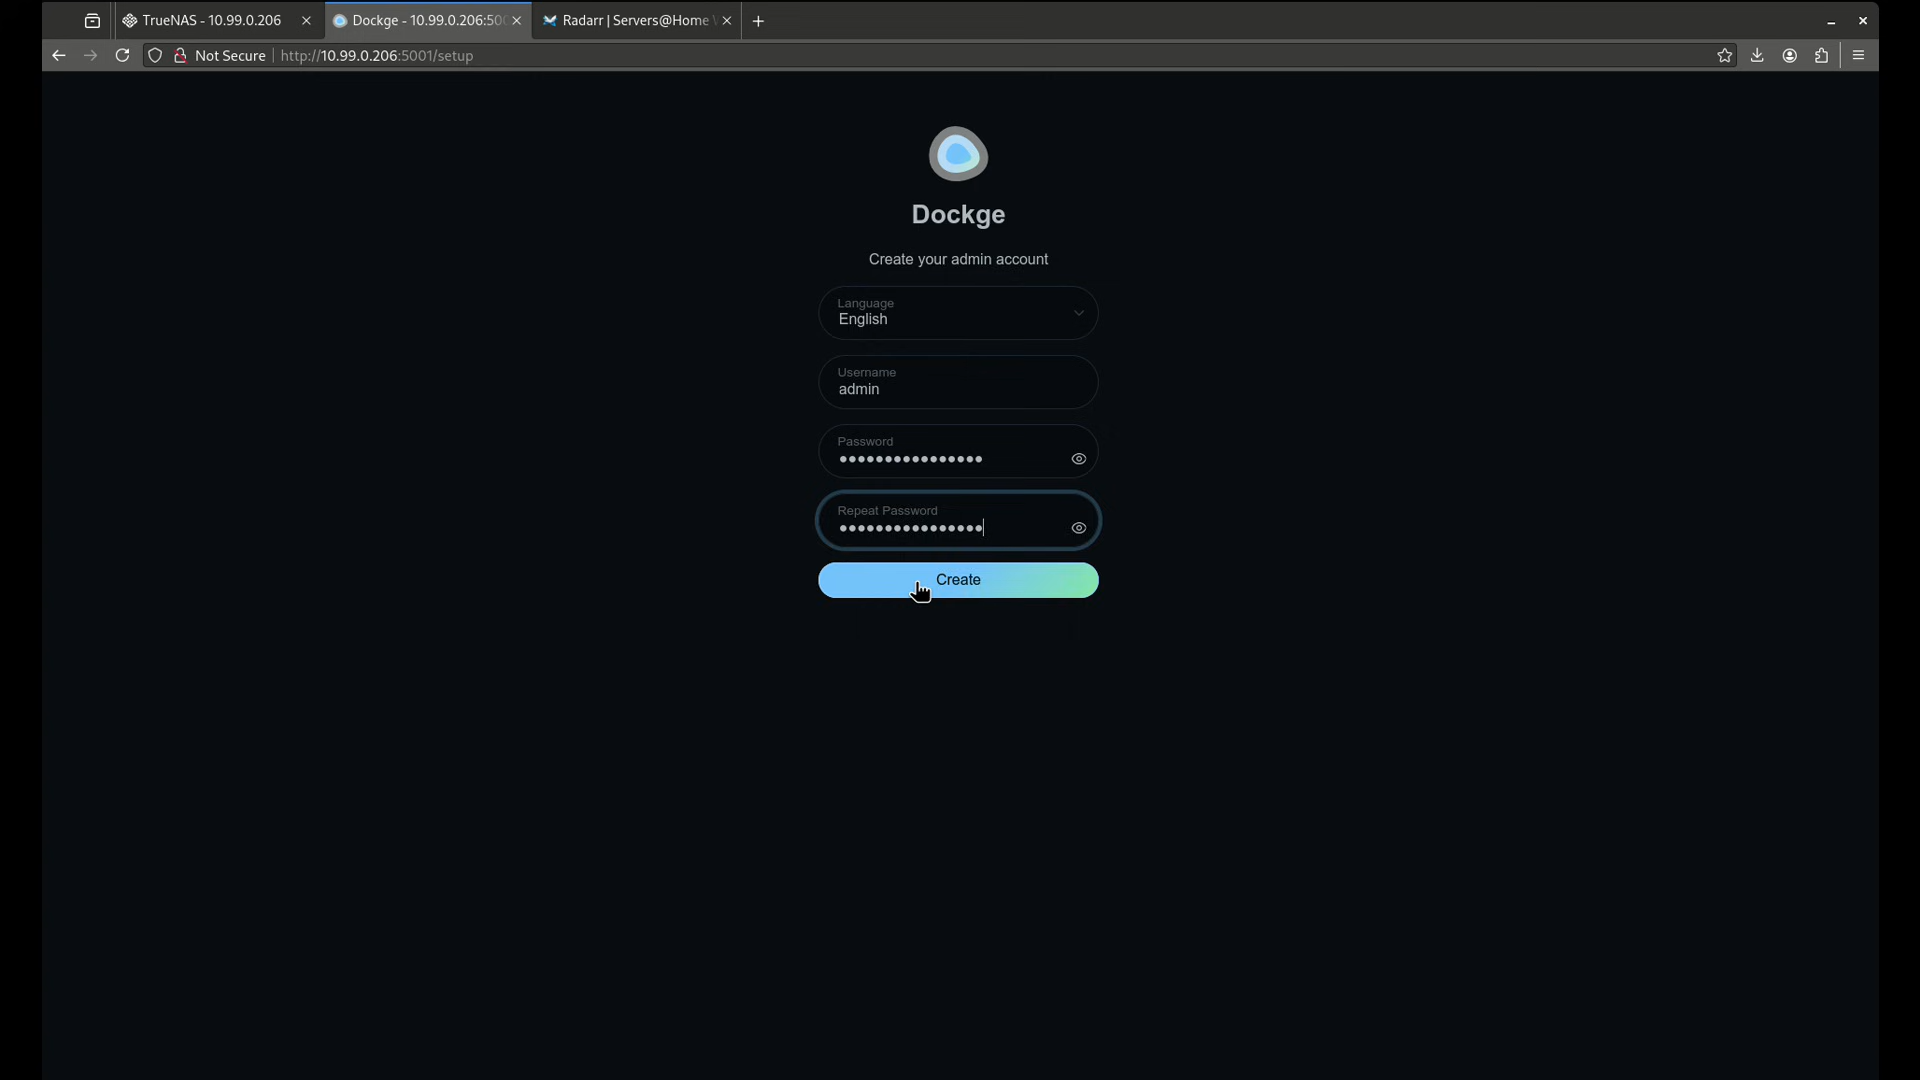 TrueNAS - 10.99.0.206
Dockge - 10.99.0.206:500
Radarr | Servers@Home
Not Secure
http://10.99.0.206:5001/setup
Dockge
Create your admin account
Language
English
Username
admin
Password
••••••••••••••••
Repeat Password
••••••••••••••••
Create